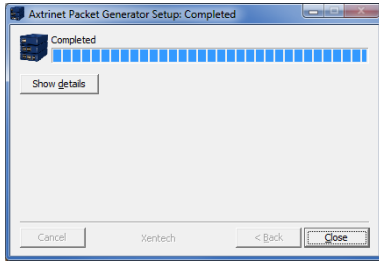 Axtrinet Packet Generator Setup: Completed
Completed
Show details
Cancel
Xentech
< Back
Close